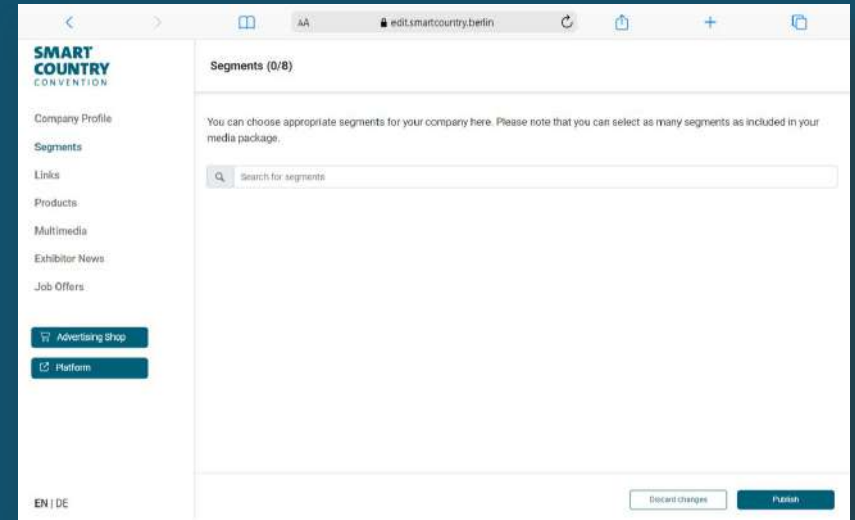 AA
edit.smartcountry.berlin
SMART
COUNTRY
CONVENTION
Company Profile
Segments
Links
Products
Multimedia
Exhibitor News
Job Offers
Advertising Shop
Platform
EN | DE
Segments (0/8)
You can choose appropriate segments for your company here. Please note that you can select as many segments as included in your
media package.
Search for segments
Discard changes
Publish